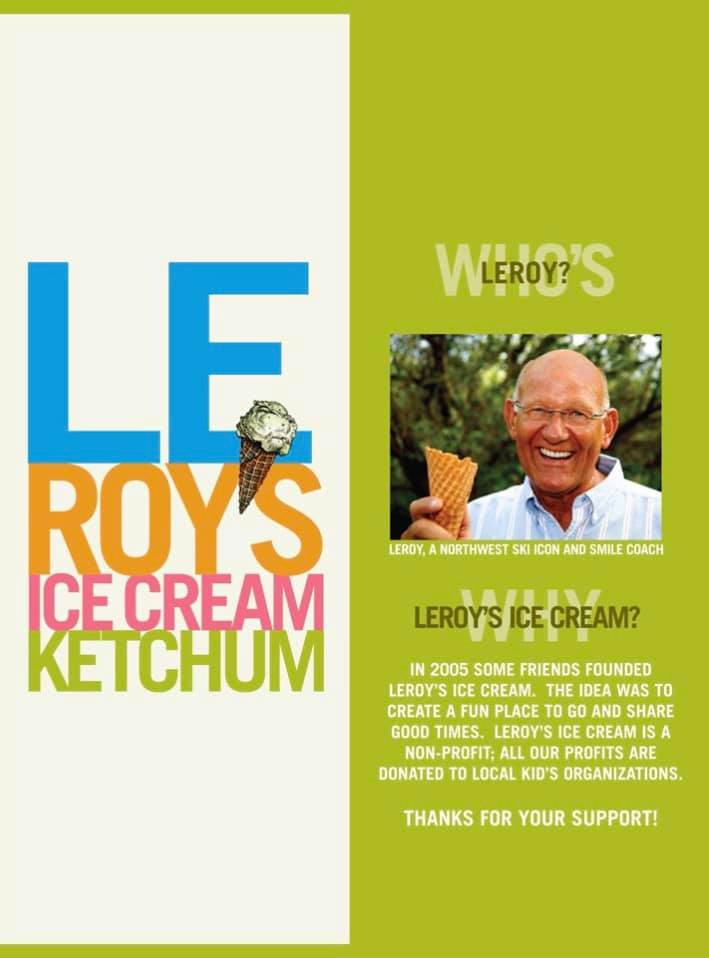 LE
ROY'S
ICE CREAM
KETCHUM
WHO'S
LEROY?
LEROY, A NORTHWEST SKI ICON AND SMILE COACH
WHY
LEROY'S ICE CREAM?
IN 2005 SOME FRIENDS FOUNDED
LEROY'S ICE CREAM. THE IDEA WAS TO
CREATE A FUN PLACE TO GO AND SHARE
GOOD TIMES. LEROY'S ICE CREAM IS A
NON-PROFIT; ALL OUR PROFITS ARE
DONATED TO LOCAL KID'S ORGANIZATIONS.
THANKS FOR YOUR SUPPORT!